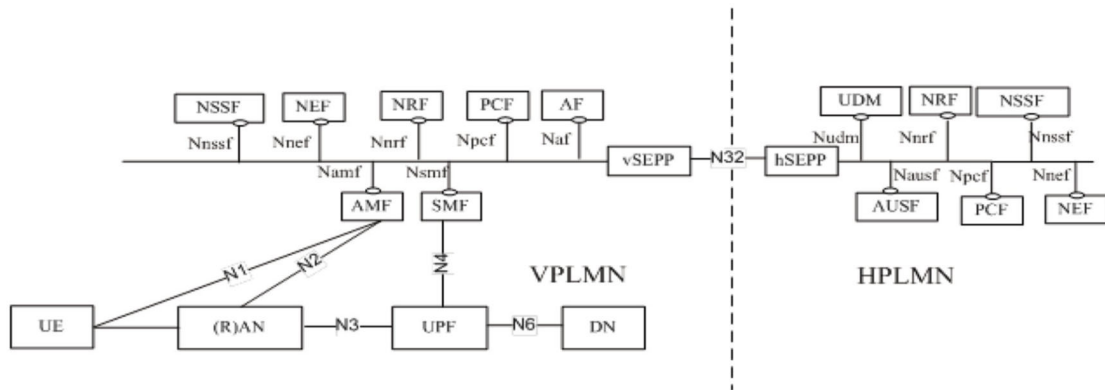 NSSF NEF NRF PCF AF UDM NRF NSSF
Nnssf Nnef Nnrf Npcf Naf Nudm Nnrf Nnssf
vSEPP N32 hSEPP
Namf Nsmf Nausf Npcf Nnef
AMF SMF AUSF PCF NEF
N1 N2 N4 VPLMN HPLMN
UE (R)AN N3 UPF N6 DN